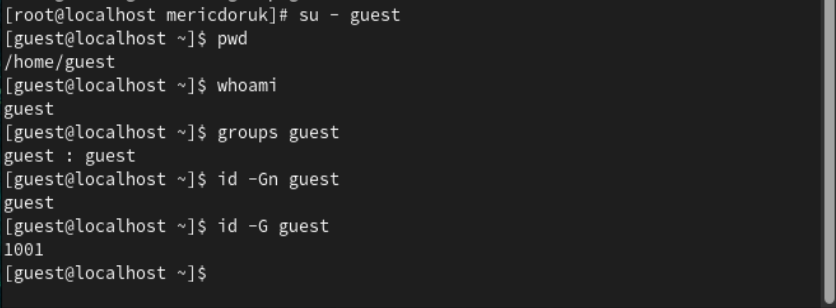 [root@localhost mericdoruk]# su - guest
[guest@localhost ~]$ pwd
/home/guest
[guest@localhost ~]$ whoami
guest
[guest@localhost ~]$ groups guest
guest : guest
[guest@localhost ~]$ id -Gn guest
guest
[guest@localhost ~]$ id -G guest
1001
[guest@localhost ~]$